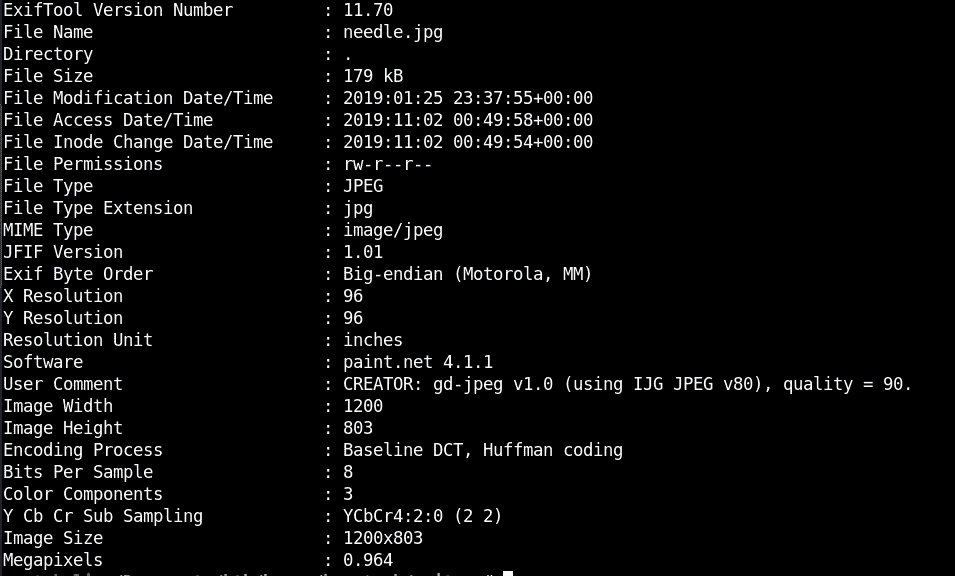 ExifTool Version Number : 11.70
File Name : needle.jpg
Directory : .
File Size : 179 kB
File Modification Date/Time : 2019:01:25 23:37:55+00:00
File Access Date/Time : 2019:11:02 00:49:58+00:00
File Inode Change Date/Time : 2019:11:02 00:49:54+00:00
File Permissions : rw-r--r--
File Type : JPEG
File Type Extension : jpg
MIME Type : image/jpeg
JFIF Version : 1.01
Exif Byte Order : Big-endian (Motorola, MM)
X Resolution : 96
Y Resolution : 96
Resolution Unit : inches
Software : paint.net 4.1.1
User Comment : CREATOR: gd-jpeg v1.0 (using IJG JPEG v80), quality = 90.
Image Width : 1200
Image Height : 803
Encoding Process : Baseline DCT, Huffman coding
Bits Per Sample : 8
Color Components : 3
Y Cb Cr Sub Sampling : YCbCr4:2:0 (2 2)
Image Size : 1200x803
Megapixels : 0.964